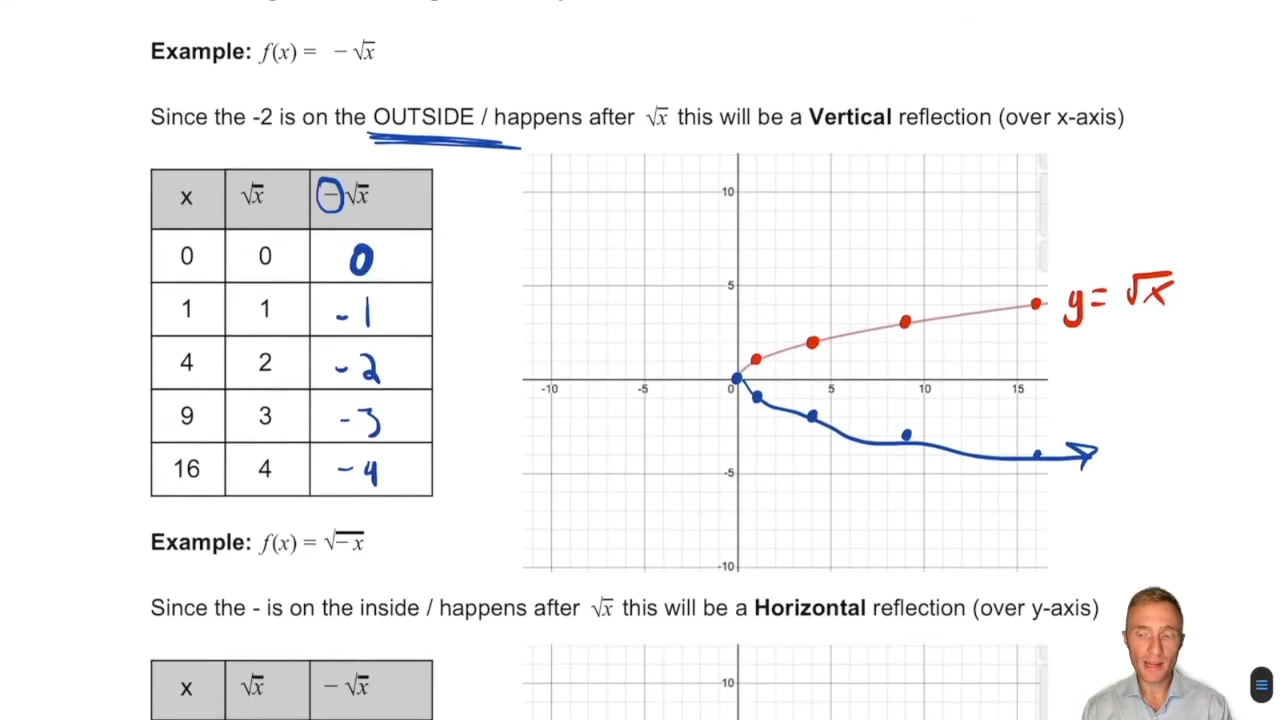 Example: f(x) = −√x
Since the -2 is on the OUTSIDE / happens after √x this will be a Vertical reflection (over x-axis)
x √x −√x
0 0 0
1 1 -1
4 2 -2
9 3 -3
16 4 -4
10
5
-10 -5 0 5 10 15
-5
-10
y = √x
Example: f(x) = √−x
Since the - is on the inside / happens after √x this will be a Horizontal reflection (over y-axis)
x √x −√x
10